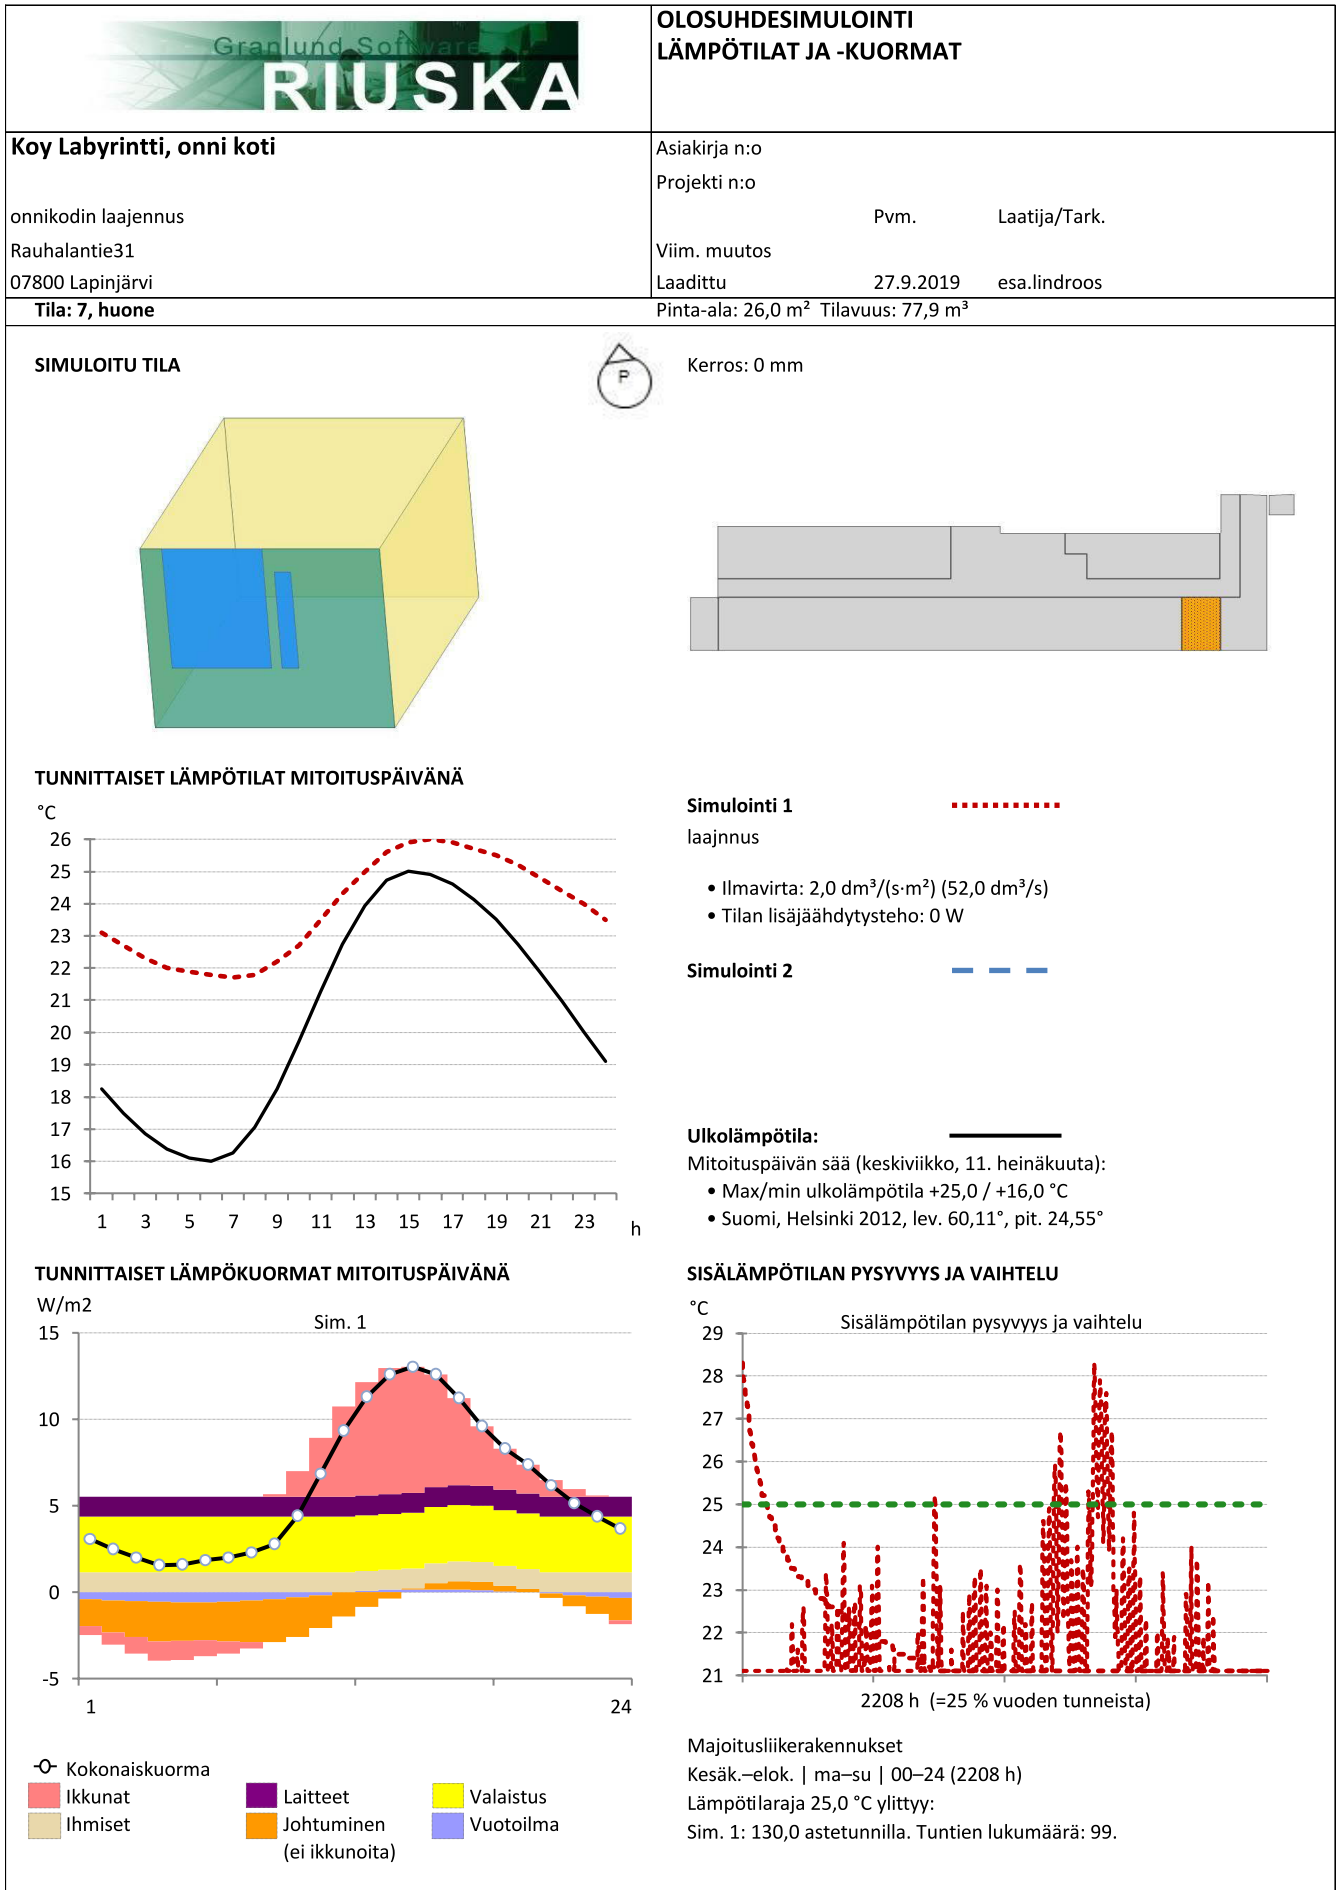 Granlund Software
RIUSKA
OLOSUHDESIMULOINTI
LÄMPÖTILAT JA -KUORMAT
Koy Labyrintti, onni koti
Asiakirja n:o
Projekti n:o
onnikodin laajennus
Pvm. Laatija/Tark.
Rauhalantie31
Viim. muutos
07800 Lapinjärvi
Laadittu 27.9.2019 esa.lindroos
Tila: 7, huone
Pinta-ala: 26,0 m² Tilavuus: 77,9 m³
SIMULOITU TILA
P
Kerros: 0 mm
TUNNITTAISET LÄMPÖTILAT MITOITUSPÄIVÄNÄ
°C
26
25
24
23
22
21
20
19
18
17
16
15
1 3 5 7 9 11 13 15 17 19 21 23 h
Simulointi 1
laajnnus
• Ilmavirta: 2,0 dm³/(s·m²) (52,0 dm³/s)
• Tilan lisäjäähdytysteho: 0 W
Simulointi 2
Ulkolämpötila:
Mitoituspäivän sää (keskiviikko, 11. heinäkuuta):
• Max/min ulkolämpötila +25,0 / +16,0 °C
• Suomi, Helsinki 2012, lev. 60,11°, pit. 24,55°
TUNNITTAISET LÄMPÖKUORMAT MITOITUSPÄIVÄNÄ
W/m2
Sim. 1
15
10
5
0
-5
1 24
Kokonaiskuorma
Ikkunat Laitteet Valaistus
Ihmiset Johtuminen Vuotoilma
(ei ikkunoita)
SISÄLÄMPÖTILAN PYSYVYYS JA VAIHTELU
°C
Sisälämpötilan pysyvyys ja vaihtelu
29
28
27
26
25
24
23
22
21
2208 h (=25 % vuoden tunneista)
Majoitusliikerakennukset
Kesäk.–elok. | ma–su | 00–24 (2208 h)
Lämpötilaraja 25,0 °C ylittyy:
Sim. 1: 130,0 astetunnilla. Tuntien lukumäärä: 99.